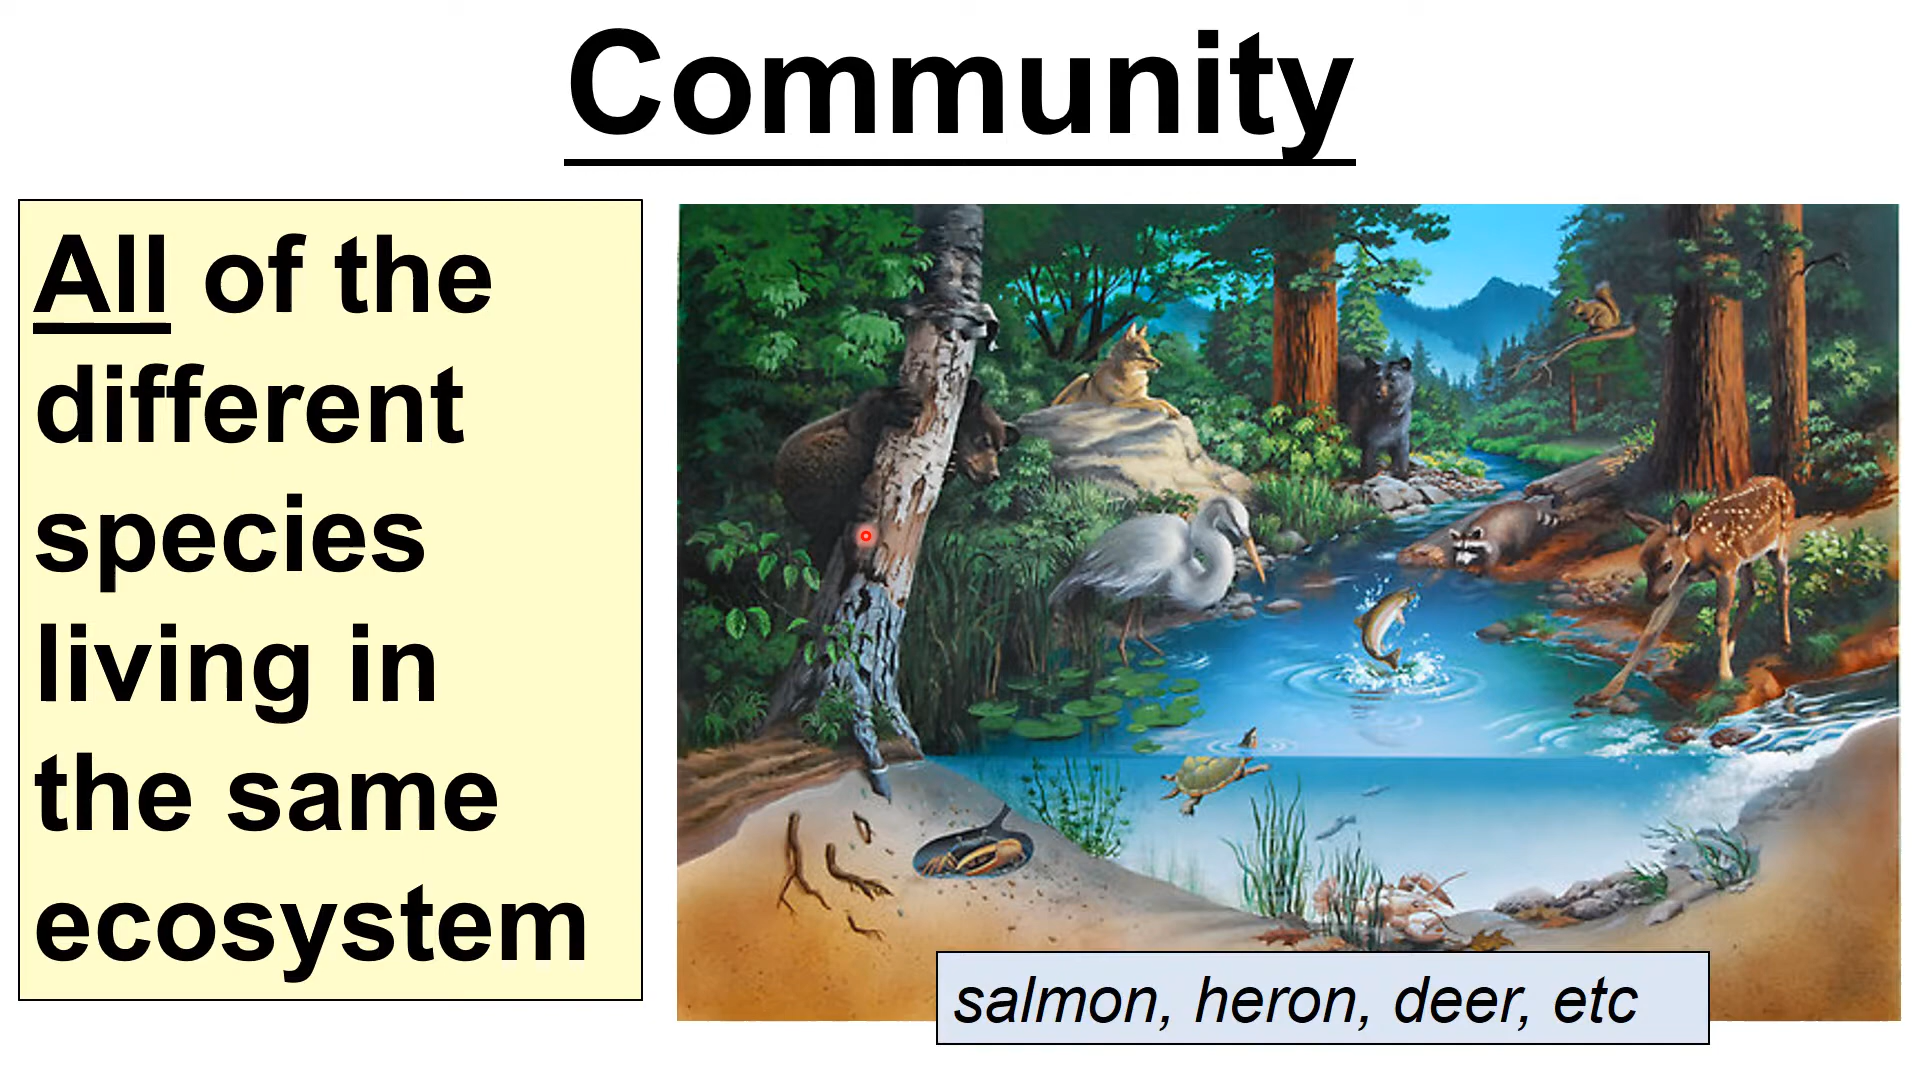 Community
All of the
different
species
living in
the same
ecosystem
salmon, heron, deer, etc